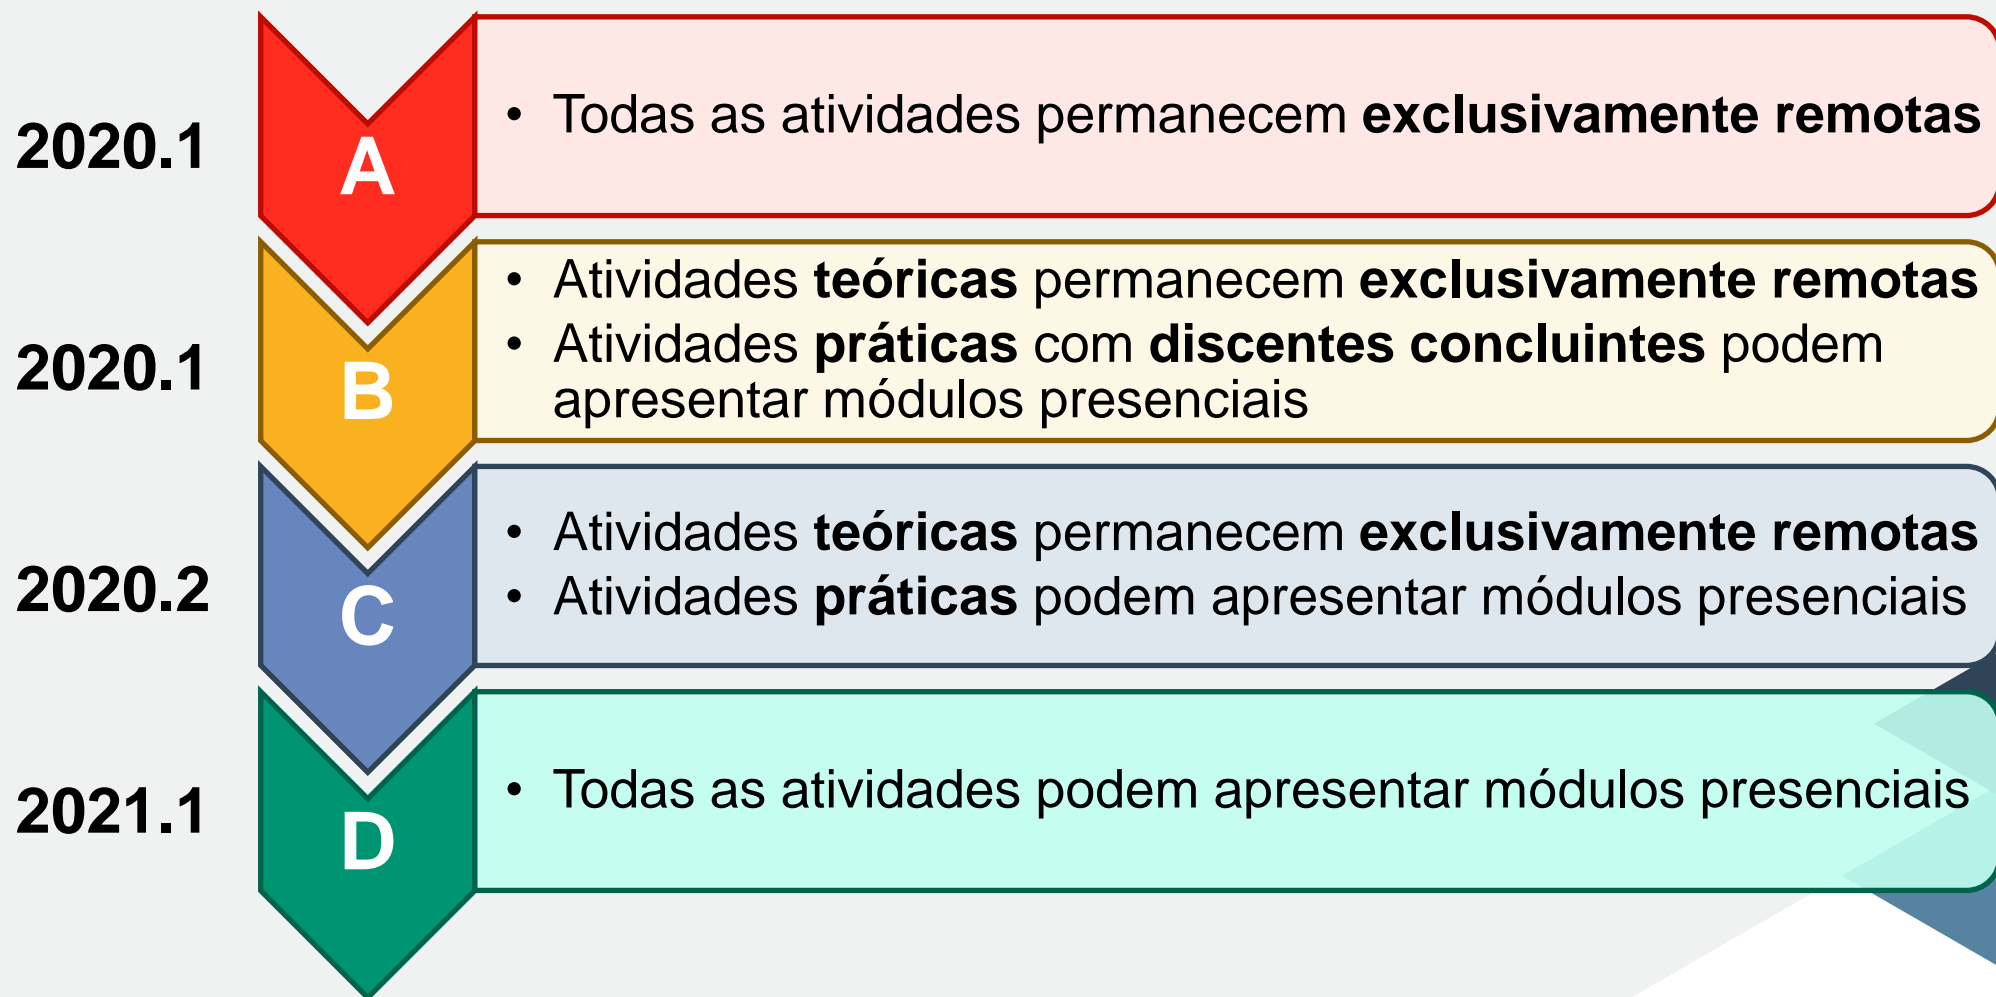 2020.1
A
• Todas as atividades permanecem exclusivamente remotas
2020.1
B
• Atividades teóricas permanecem exclusivamente remotas
• Atividades práticas com discentes concluintes podem
apresentar módulos presenciais
2020.2
C
• Atividades teóricas permanecem exclusivamente remotas
• Atividades práticas podem apresentar módulos presenciais
2021.1
D
• Todas as atividades podem apresentar módulos presenciais